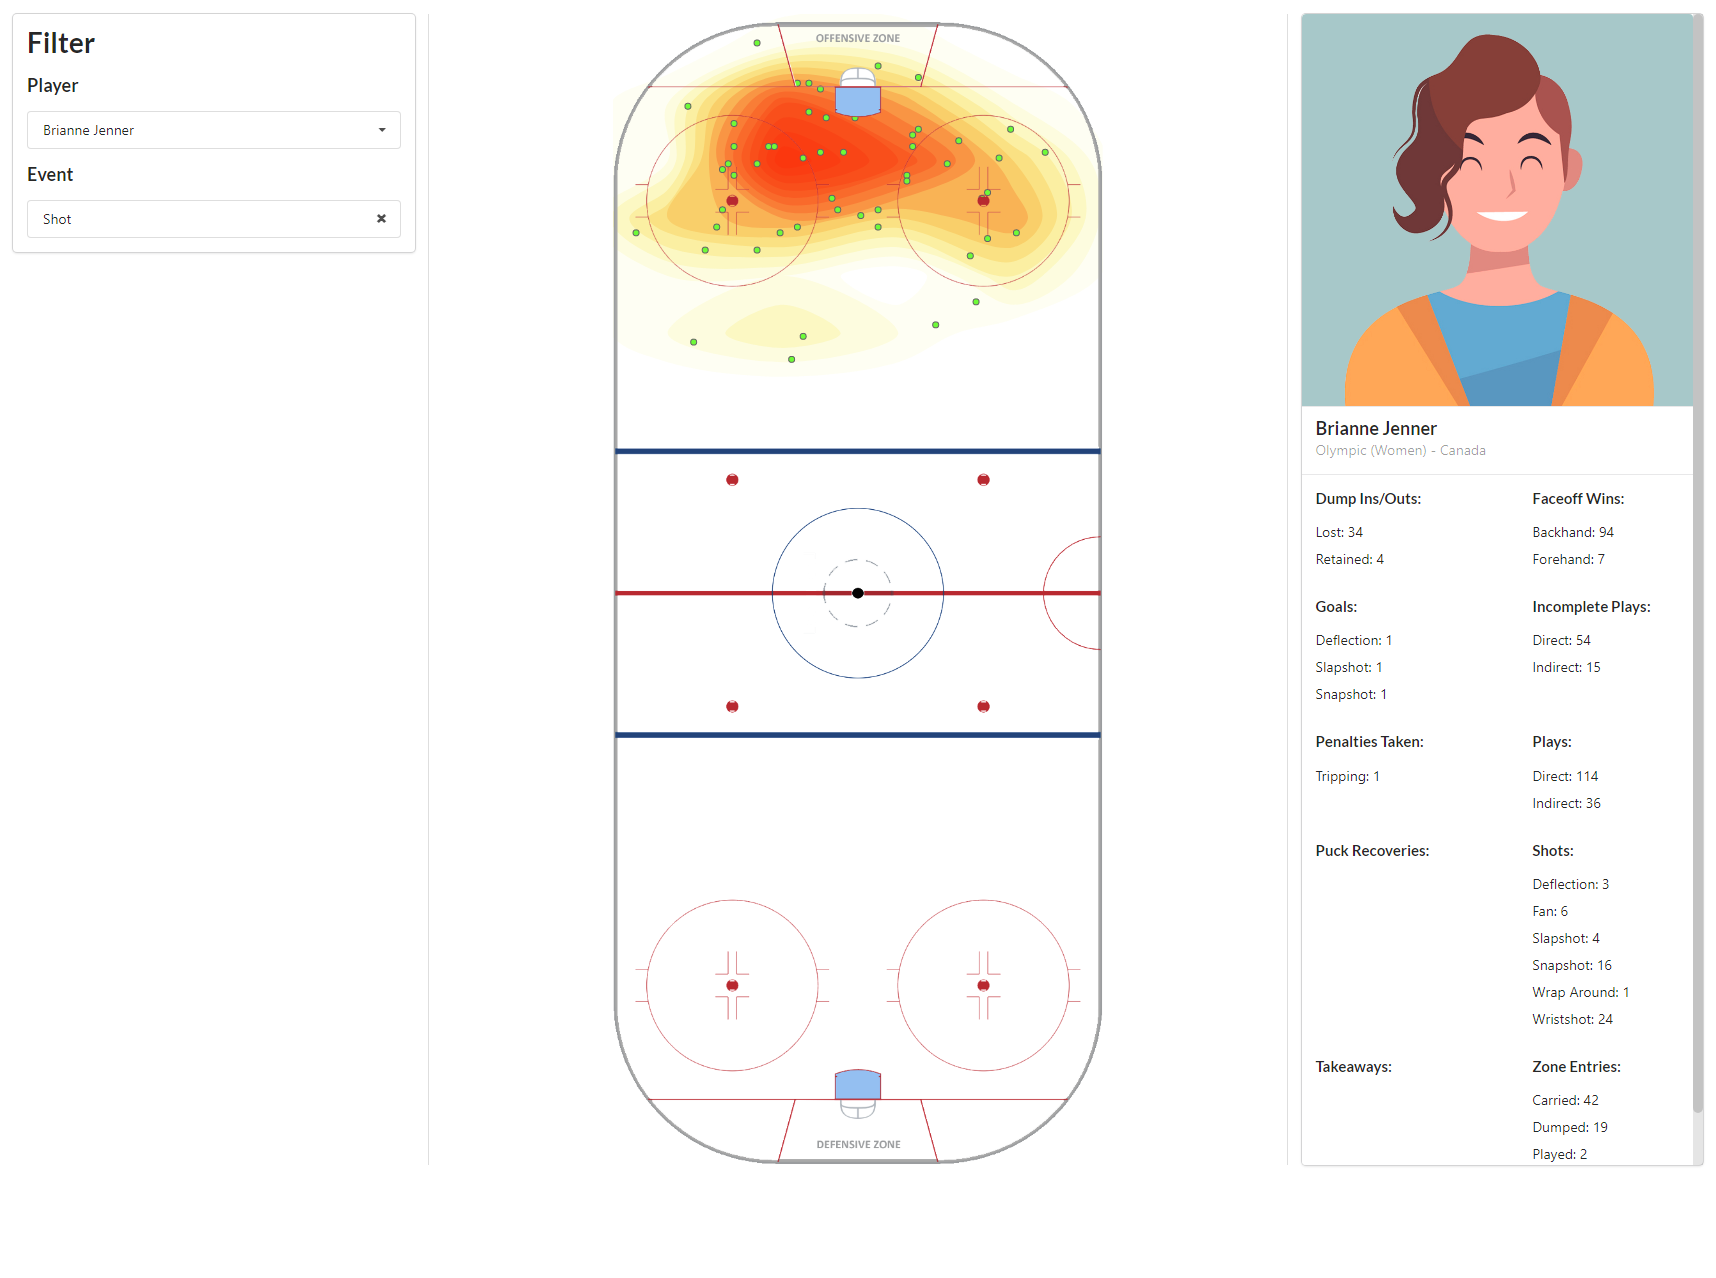 Filter
Player
Brianne Jenner
Event
Shot
OFFENSIVE ZONE
DEFENSIVE ZONE
Brianne Jenner
Olympic (Women) - Canada
Dump Ins/Outs:
Lost: 34
Retained: 4
Faceoff Wins:
Backhand: 94
Forehand: 7
Goals:
Deflection: 1
Slapshot: 1
Snapshot: 1
Incomplete Plays:
Direct: 54
Indirect: 15
Penalties Taken:
Tripping: 1
Plays:
Direct: 114
Indirect: 36
Puck Recoveries:
Shots:
Deflection: 3
Fan: 6
Slapshot: 4
Snapshot: 16
Wrap Around: 1
Wristshot: 24
Takeaways:
Zone Entries:
Carried: 42
Dumped: 19
Played: 2